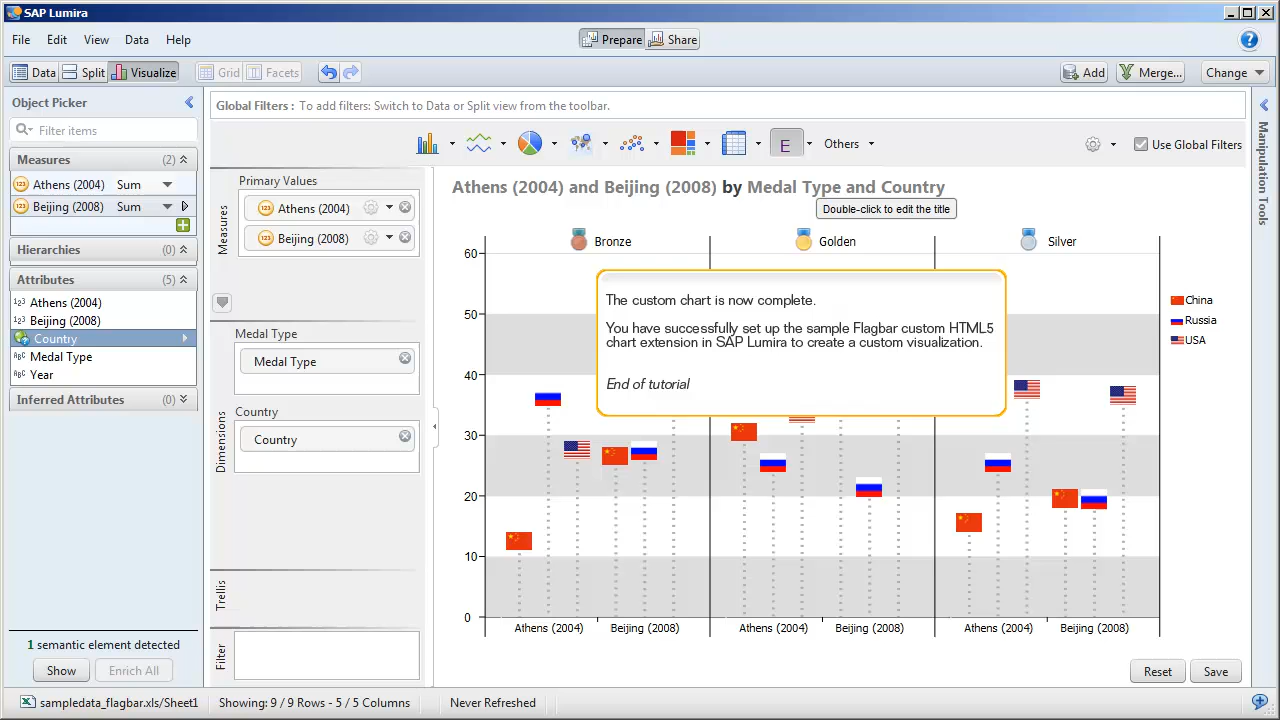 SAP Lumira
File Edit View Data Help
Prepare Share
Data Split Visualize Grid Facets
Add Merge... Change
Object Picker
Filter items
Measures (2)
123 Athens (2004) Sum
123 Beijing (2008) Sum
Hierarchies (0)
Attributes (5)
123 Athens (2004)
123 Beijing (2008)
Country
ABC Medal Type
ABC Year
Inferred Attributes (0)
1 semantic element detected
Show Enrich All
Global Filters : To add filters: Switch to Data or Split view from the toolbar.
E Others
Use Global Filters
Measures
Primary Values
123 Athens (2004)
123 Beijing (2008)
Dimensions
Medal Type
Medal Type
Country
Country
Trellis
Filter
Athens (2004) and Beijing (2008) by Medal Type and Country
Double-click to edit the title
Bronze Golden Silver
60
50
40
30
20
10
0
The custom chart is now complete.
You have successfully set up the sample Flagbar custom HTML5
chart extension in SAP Lumira to create a custom visualization.
End of tutorial
Athens (2004) Beijing (2008) Athens (2004) Beijing (2008) Athens (2004) Beijing (2008)
China
Russia
USA
Manipulation Tools
Reset Save
sampledata_flagbar.xls/Sheet1 Showing: 9 / 9 Rows - 5 / 5 Columns Never Refreshed